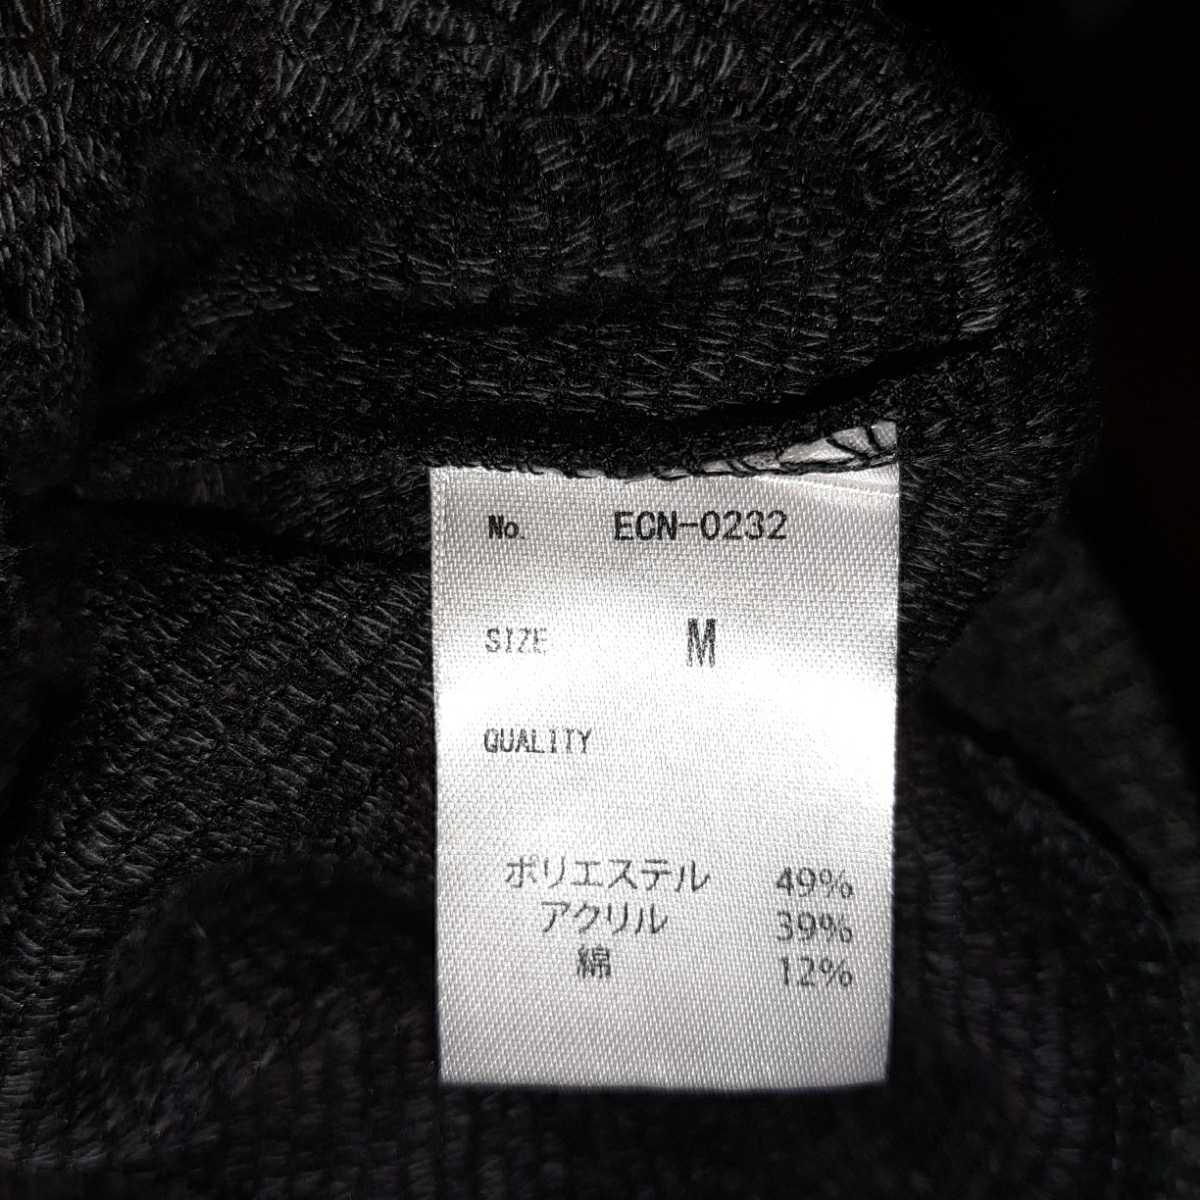 No. ECN-0232
SIZE M
QUALITY
ポリエステル 49%
アクリル 39%
綿 12%